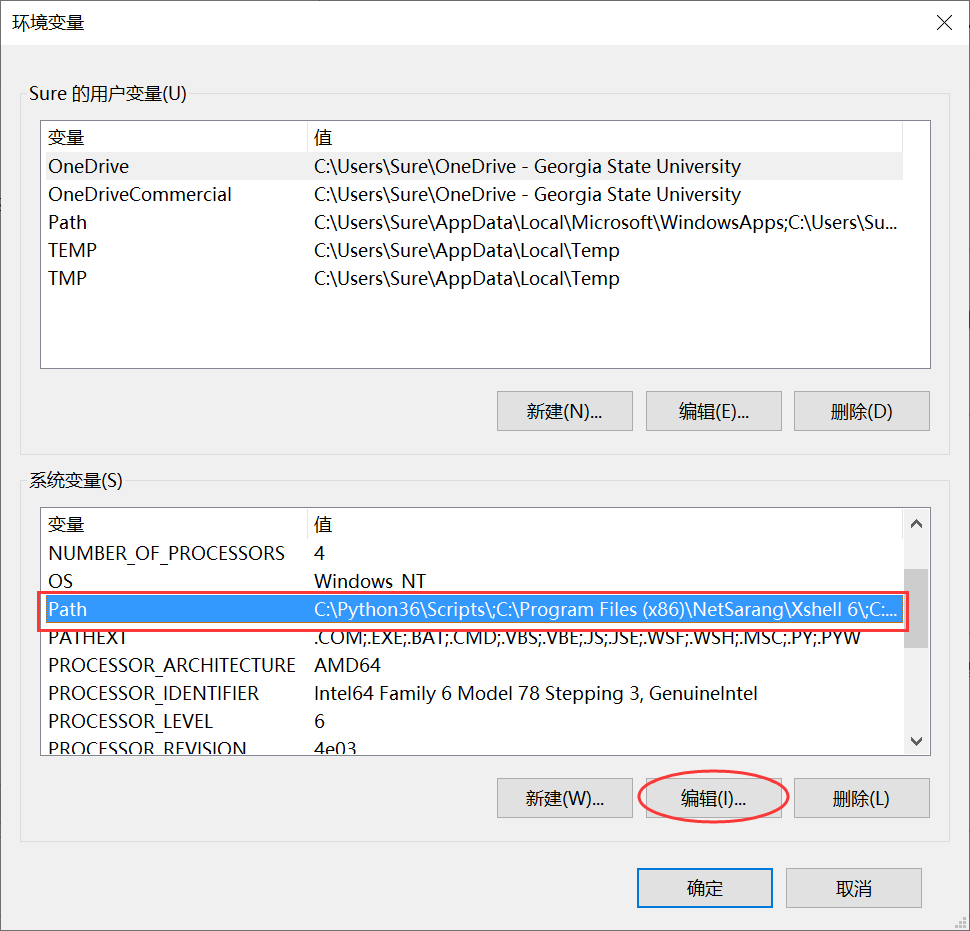 环境变量
Sure 的用户变量(U)
变量 值
OneDrive C:\Users\Sure\OneDrive - Georgia State University
OneDriveCommercial C:\Users\Sure\OneDrive - Georgia State University
Path C:\Users\Sure\AppData\Local\Microsoft\WindowsApps;C:\Users\Su...
TEMP C:\Users\Sure\AppData\Local\Temp
TMP C:\Users\Sure\AppData\Local\Temp
新建(N)... 编辑(E)... 删除(D)
系统变量(S)
变量 值
NUMBER_OF_PROCESSORS 4
OS Windows_NT
Path C:\Python36\Scripts\;C:\Program Files (x86)\NetSarang\Xshell 6\;C:...
PATHEXT .COM;.EXE;.BAT;.CMD;.VBS;.VBE;.JS;.JSE;.WSF;.WSH;.MSC;.PY;.PYW
PROCESSOR_ARCHITECTURE AMD64
PROCESSOR_IDENTIFIER Intel64 Family 6 Model 78 Stepping 3, GenuineIntel
PROCESSOR_LEVEL 6
PROCESSOR_REVISION 4e03
新建(W)... 编辑(I)... 删除(L)
确定 取消